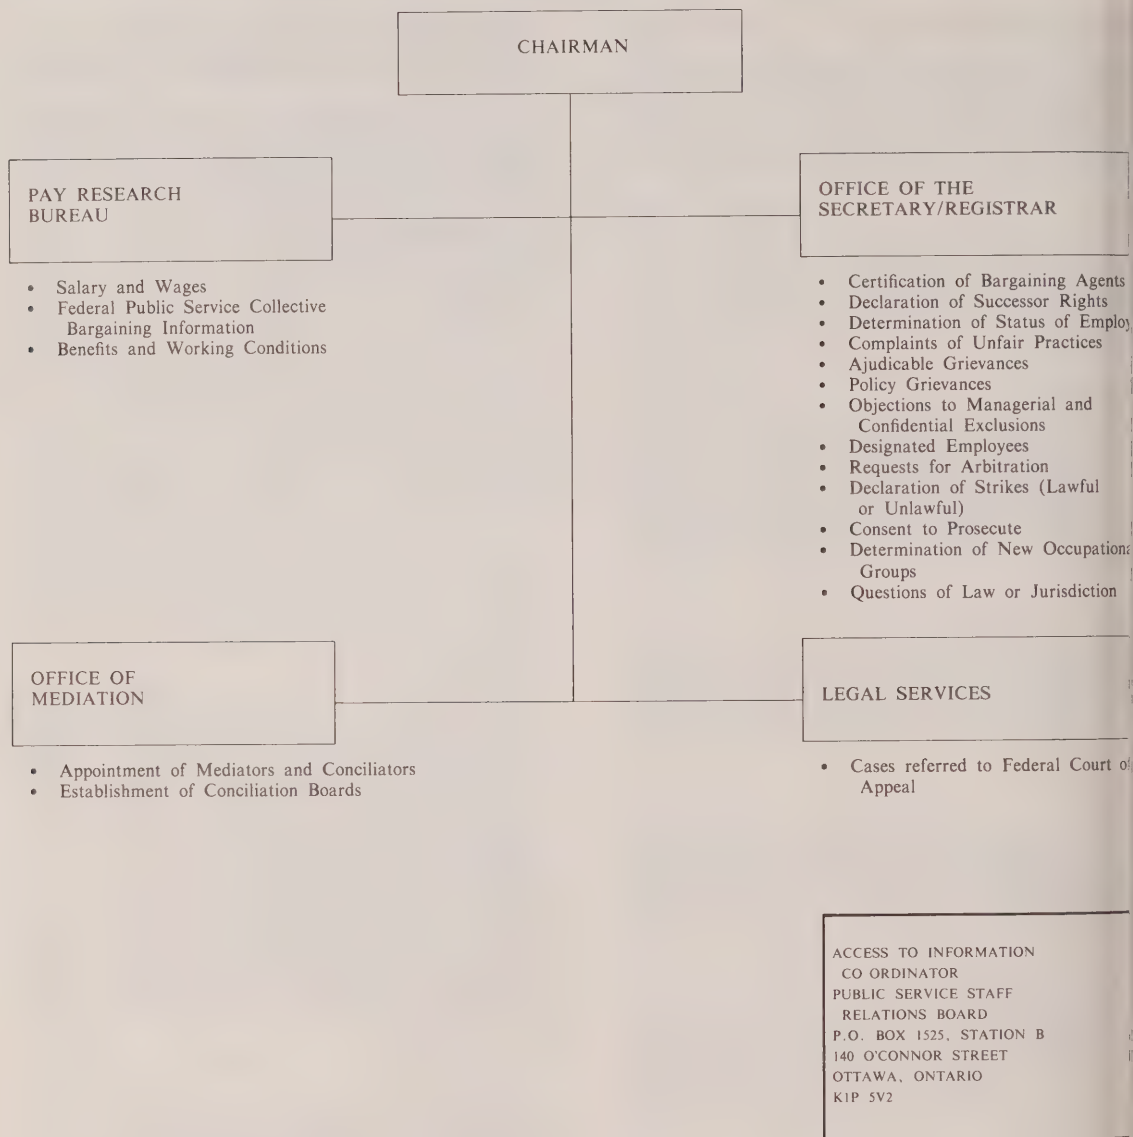 CHAIRMAN
PAY RESEARCH
BUREAU
• Salary and Wages
• Federal Public Service Collective
Bargaining Information
• Benefits and Working Conditions
OFFICE OF THE
SECRETARY/REGISTRAR
• Certification of Bargaining Agents
• Declaration of Successor Rights
• Determination of Status of
• Complaints of Unfair Practices
• Ajudicable Grievances
• Policy Grievances
• Objections to Managerial and
Confidential Exclusions
• Designated Employees
• Requests for Arbitration
• Declaration of Strikes (Lawful
or Unlawful)
• Consent to Prosecute
• Determination of New
Groups
• Questions of Law or Jurisdiction
OFFICE OF
MEDIATION
• Appointment of Mediators and Conciliators
• Establishment of Conciliation Boards
LEGAL SERVICES
• Cases referred to Federal Court
Appeal
ACCESS TO INFORMATION
CO ORDINATOR
PUBLIC SERVICE STAFF
RELATIONS BOARD
P.O. BOX 1525, STATION B
140 O'CONNOR STREET
OTTAWA, ONTARIO
K1P 5V2